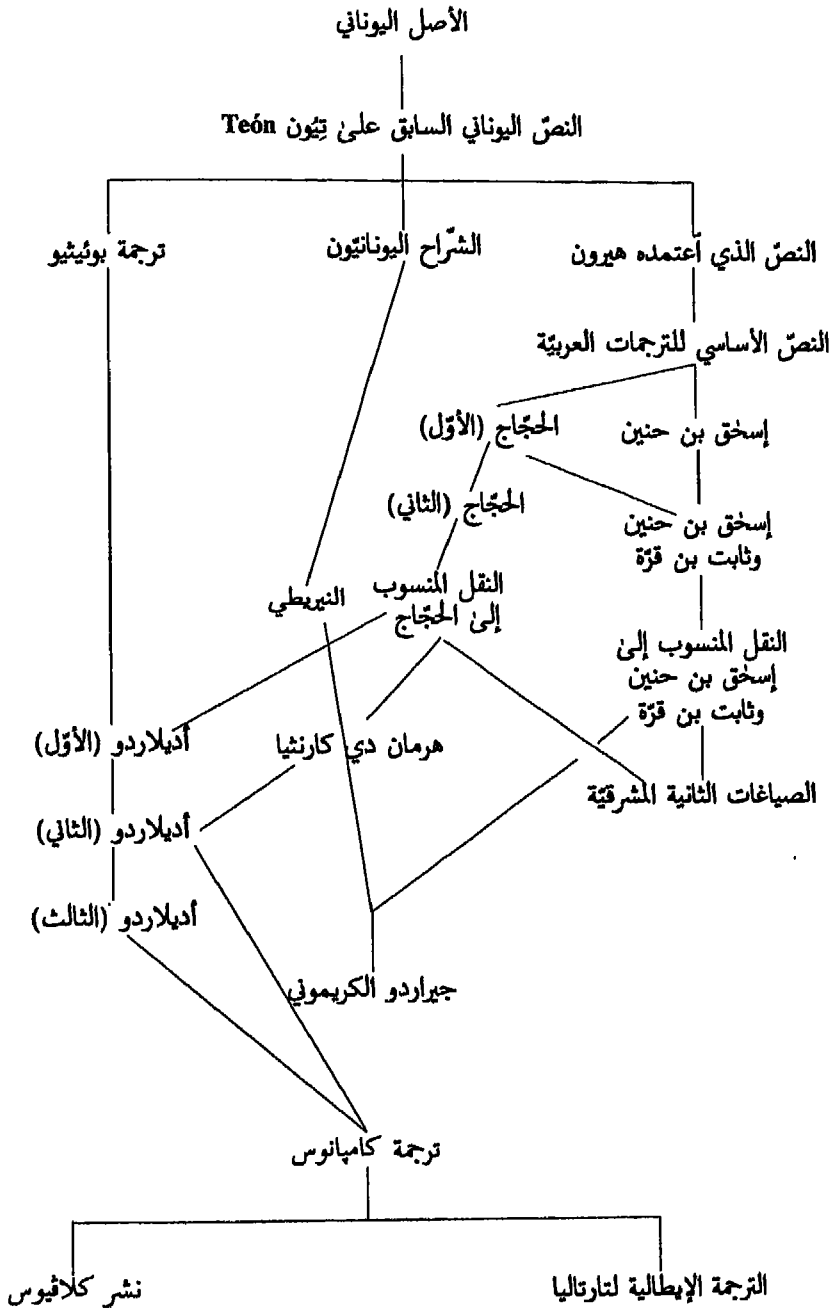 الأصل اليوناني
النصّ اليوناني السابق علىٰ تِيُون Teón
النصّ الذي ٱعتمده هيرون
الشرّاح اليونانيّون
ترجمة بوئيثيو
النصّ الأساسي للترجمات العربيّة
إسحٰق بن حنين
الحجّاج (الأوّل)
الحجّاج (الثاني)
إسحٰق بن حنين
وثابت بن قرّة
النقل المنسوب
إلىٰ الحجّاج
النيريطي
النقل المنسوب إلىٰ
إسحٰق بن حنين
وثابت بن قرّة
هرمان دي كارنثيا
أديلاردو (الأوّل)
الصياغات الثانية المشرقيّة
أديلاردو (الثاني)
أديلاردو (الثالث)
جيراردو الكريموني
ترجمة كامپانوس
الترجمة الإيطالية لتارتاليا
نشر كلاڤيوس